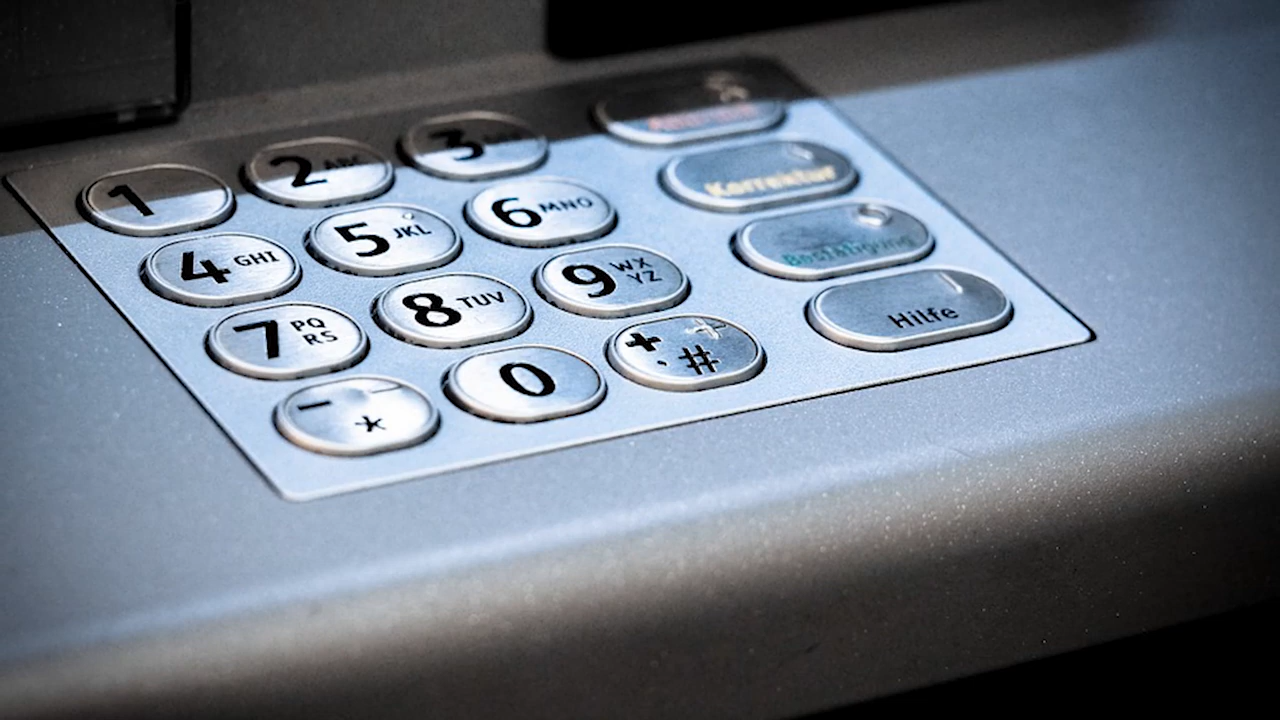 1
2 ABC
3
4 GHI
5 JKL
6 MNO
7 PQ
RS
8 TUV
9 WX
YZ
- *
0
+ . #
Korrektur
Bestätigung
Hilfe